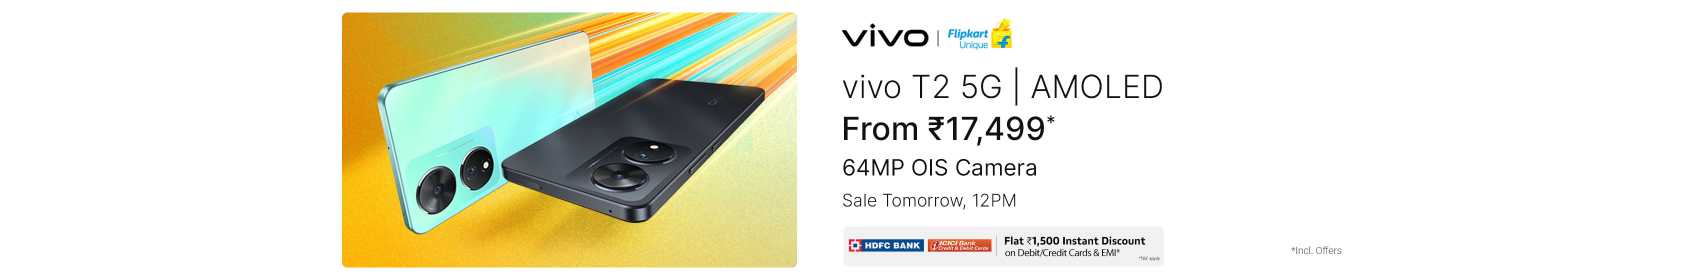 vivo | Flipkart
Unique
vivo T2 5G | AMOLED
From ₹17,499*
64MP OIS Camera
Sale Tomorrow, 12PM
HDFC BANK ICICI Bank Flat ₹1,500 Instant Discount
Credit & Debit Cards on Debit/Credit Cards & EMI*
*Incl. Offers